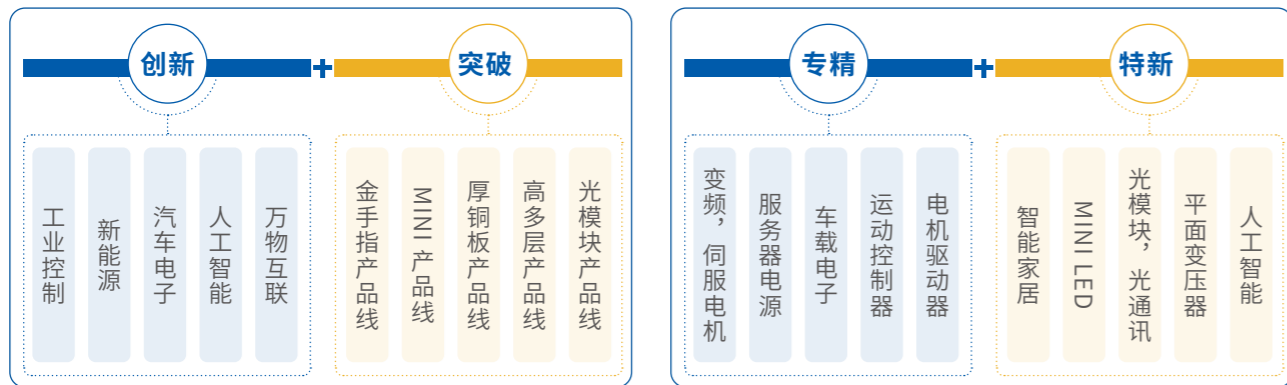 创新
+
突破
工业控制
新能源
汽车电子
人工智能
万物互联
金手指产品线
MINI 产品线
厚铜板产品线
高多层产品线
光模块产品线
专精
+
特新
变频，伺服电机
服务器电源
车载电子
运动控制器
电机驱动器
智能家居
MINI LED
光模块，光通讯
平面变压器
人工智能